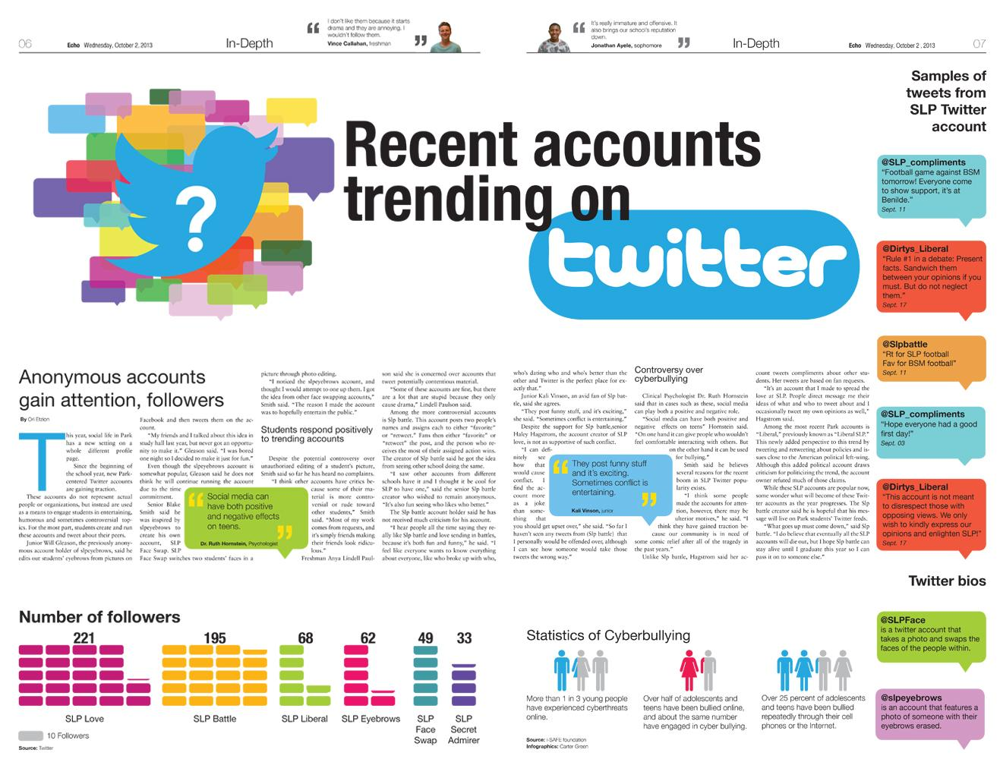 06
Echo Wednesday, October 2, 2013
In-Depth
“ I don't like them because it starts
drama and they are annoying. I
wouldn't follow them. ”
Vince Callahan, freshman
“ It's really immature and offensive. It
also brings our school's reputation
down. ”
Jonathan Ayele, sophomore
In-Depth
Echo Wednesday, October 2 , 2013
07
?
Recent accounts
trending on
twitter
Anonymous accounts
gain attention, followers
By Ori Etzion
This year, social life in Park
has a new setting on a
whole different profile
page.
Since the beginning of
the school year, new Park-
centered Twitter accounts
are gaining traction.
These accounts do not represent actual
people or organizations, but instead are used
as a means to engage students in entertaining,
humorous and sometimes controversial top-
ics. For the most part, students create and run
these accounts and tweet about their peers.
Junior Will Gleason, the previously anony-
mous account holder of slpeyebrows, said he
edits out students' eyebrows from pictures on
Facebook and then tweets them on the ac-
count.
“My friends and I talked about this idea in
study hall last year, but never got an opportu-
nity to make it.” Gleason said. “I was bored
one night so I decided to make it just for fun.”
Even though the slpeyebrows account is
somewhat popular, Gleason said he does not
think he will continue running the account
due to the time
commitment.
Senior Blake
Smith said he
was inspired by
slpeyebrows to
create his own
account, SLP
Face Swap. SLP
Face Swap switches two students' faces in a
picture through photo editing.
“I noticed the slpeyebrows account, and
thought I would attempt to one up them. I got
the idea from other face swapping accounts,”
Smith said. “The reason I made the account
was to hopefully entertain the public.”
Students respond positively
to trending accounts
Despite the potential controversy over
unauthorized editing of a student's picture,
Smith said so far he has heard no complaints.
“I think other accounts have critics be-
cause some of their ma-
terial is more contro-
versial or rude toward
other students,” Smith
said. “Most of my work
comes from requests, and
it's simply friends making
their friends look ridicu-
lous.”
Freshman Anya Lindell Paul-
“ Social media can
have both positive
and negative effects
on teens. ”
Dr. Ruth Hornstein, Psychologist
son said she is concerned over accounts that
tweet potentially contentious material.
“Some of these accounts are fine, but there
are a lot that are stupid because they only
cause drama,” Lindell Paulson said.
Among the more controversial accounts
is Slp battle. This account posts two people's
names and assigns each to either “favorite”
or “retweet.” Fans then either “favorite” or
“retweet” the post, and the person who re-
ceives the most of their assigned action wins.
The creator of Slp battle said he got the idea
from seeing other school doing the same.
“I saw other accounts from different
schools have it and I thought it be cool for
SLP to have one,” said the senior Slp battle
creator who wished to remain anonymous.
“It's also fun seeing who likes who better.”
The Slp battle account holder said he has
not received much criticism for his account.
“I hear people all the time saying they re-
ally like Slp battle and love sending in battles,
because it's both fun and funny,” he said. “I
feel like everyone wants to know everything
about everyone, like who broke up with who,
who's dating who and who's better than the
other and Twitter is the perfect place for ex-
actly that.”
Junior Kali Vinson, an avid fan of Slp bat-
tle, said she agrees.
“They post funny stuff, and it's exciting,”
she said. “Sometimes conflict is entertaining.”
Despite the support for Slp battle,senior
Haley Hagstrom, the account creator of SLP
love, is not as supportive of such conflict.
“I can defi-
nitely see
how that
would cause
conflict. I
find the ac-
count more
as a joke
than some-
thing that
you should get upset over,” she said. “So far I
haven't seen any tweets from (Slp battle) that
I personally would be offended over, although
I can see how someone would take those
tweets the wrong way.”
“ They post funny stuff
and it's exciting.
Sometimes conflict is
entertaining. ”
Kali Vinson, junior
Controversy over
cyberbullying
Clinical Psychologist Dr. Ruth Hornstein
said that in cases such as these, social media
can play both a positive and negative role.
“Social media can have both positive and
negative effects on teens” Hornstein said.
“On one hand it can give people who wouldn't
feel comfortable interacting with others. But
on the other hand it can be used
for bullying.”
Smith said he believes
several reasons for the recent
boom in SLP Twitter popu-
larity exists.
“I think some people
made the accounts for atten-
tion, however, there may be
ulterior motives,” he said. “I
think they have gained traction be-
cause our community is in need of
some comic relief after all of the tragedy in
the past years.”
Unlike Slp battle, Hagstrom said her ac-
count tweets compliments about other stu-
dents. Her tweets are based on fan requests.
“It's an account that I made to spread the
love at SLP. People direct message me their
ideas of what and who to tweet about and I
occasionally tweet my own opinions as well,”
Hagstrom said.
Among the most recent Park accounts is
“Liberal,” previously known as “Liberal SLP.”
This newly added perspective to this trend by
tweeting and retweeting about policies and is-
sues close to the American political left-wing.
Although this added political account draws
criticism for politicizing the trend, the account
owner refuted much of those claims.
While these SLP accounts are popular now,
some wonder what will become of these Twit-
ter accounts as the year progresses. The Slp
battle creator said he is hopeful that his mes-
sage will live on Park students' Twitter feeds.
“What goes up must come down,” said Slp
battle. “I do believe that eventually all the SLP
accounts will die out, but I hope Slp battle can
stay alive until I graduate this year so I can
pass it on to someone else.”
Samples of
tweets from
SLP Twitter
account
@SLP_compliments
“Football game against BSM
tomorrow! Everyone come
to show support, it's at
Benilde.”
Sept. 11
@Dirtys_Liberal
“Rule #1 in a debate: Present
facts. Sandwich them
between your opinions if you
must. But do not neglect
them.”
Sept. 17
@Slpbattle
“Rt for SLP football
Fav for BSM football”
Sept. 11
@SLP_compliments
“Hope everyone had a good
first day!”
Sept. 03
@Dirtys_Liberal
“This account is not meant
to disrespect those with
opposing views. We only
wish to kindly express our
opinions and enlighten SLP!”
Sept. 17
Twitter bios
@SLPFace
is a twitter account that
takes a photo and swaps the
faces of the people within.
@slpeyebrows
is an account that features a
photo of someone with their
eyebrows erased.
Number of followers
221 195 68 62 49 33
SLP Love SLP Battle SLP Liberal SLP Eyebrows SLP Face Swap SLP Secret Admirer
10 Followers
Source: Twitter
Statistics of Cyberbullying
More than 1 in 3 young people
have experienced cyberthreats
online.
Over half of adolescents and
teens have been bullied online,
and about the same number
have engaged in cyber bullying.
Over 25 percent of adolescents
and teens have been bullied
repeatedly through their cell
phones or the Internet.
Source: i-SAFE foundation
Infographics: Carter Green